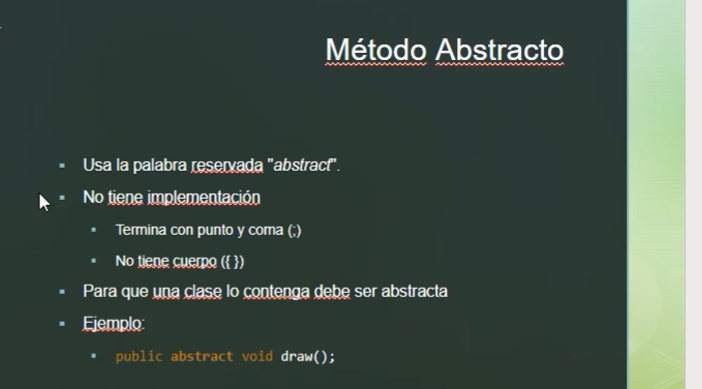 Método Abstracto
Usa la palabra reservada "abstract".
No tiene implementación
Termina con punto y coma (;)
No tiene cuerpo ({ })
Para que una clase lo contenga debe ser abstracta
Ejemplo:
public abstract void draw();